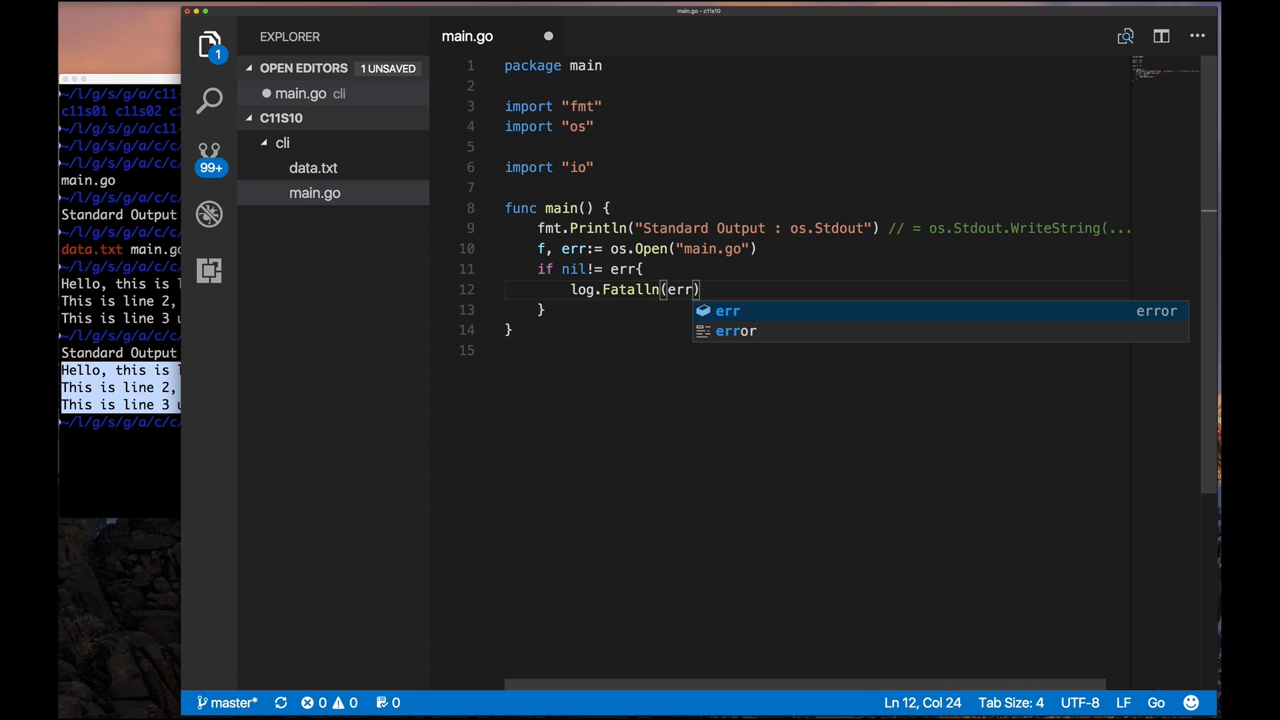 main.go - c11s10
EXPLORER
OPEN EDITORS 1 UNSAVED
main.go cli
C11S10
cli
data.txt
main.go
1
99+
main.go
1 package main
2
3 import "fmt"
4 import "os"
5
6 import "io"
7
8 func main() {
9 fmt.Println("Standard Output : os.Stdout") // = os.Stdout.WriteString(...
10 f, err:= os.Open("main.go")
11 if nil!= err{
12 log.Fatalln(err)
13 }
14 }
15
err error
error
~/l/g/s/g/a/c11-
c11s01 c11s02 c
~/l/g/s/g/a/c11-
~/l/g/s/g/a/c/c/
~/l/g/s/g/a/c/c/
main.go
~/l/g/s/g/a/c/c/
Standard Output
~/l/g/s/g/a/c/c/
data.txt main.go
~/l/g/s/g/a/c/c/
Hello, this is l
This is line 2,
This is line 3 u
~/l/g/s/g/a/c/c/
Standard Output
Hello, this is l
This is line 2,
This is line 3 u
~/l/g/s/g/a/c/c/
master* 0 0 0 Ln 12, Col 24 Tab Size: 4 UTF-8 LF Go